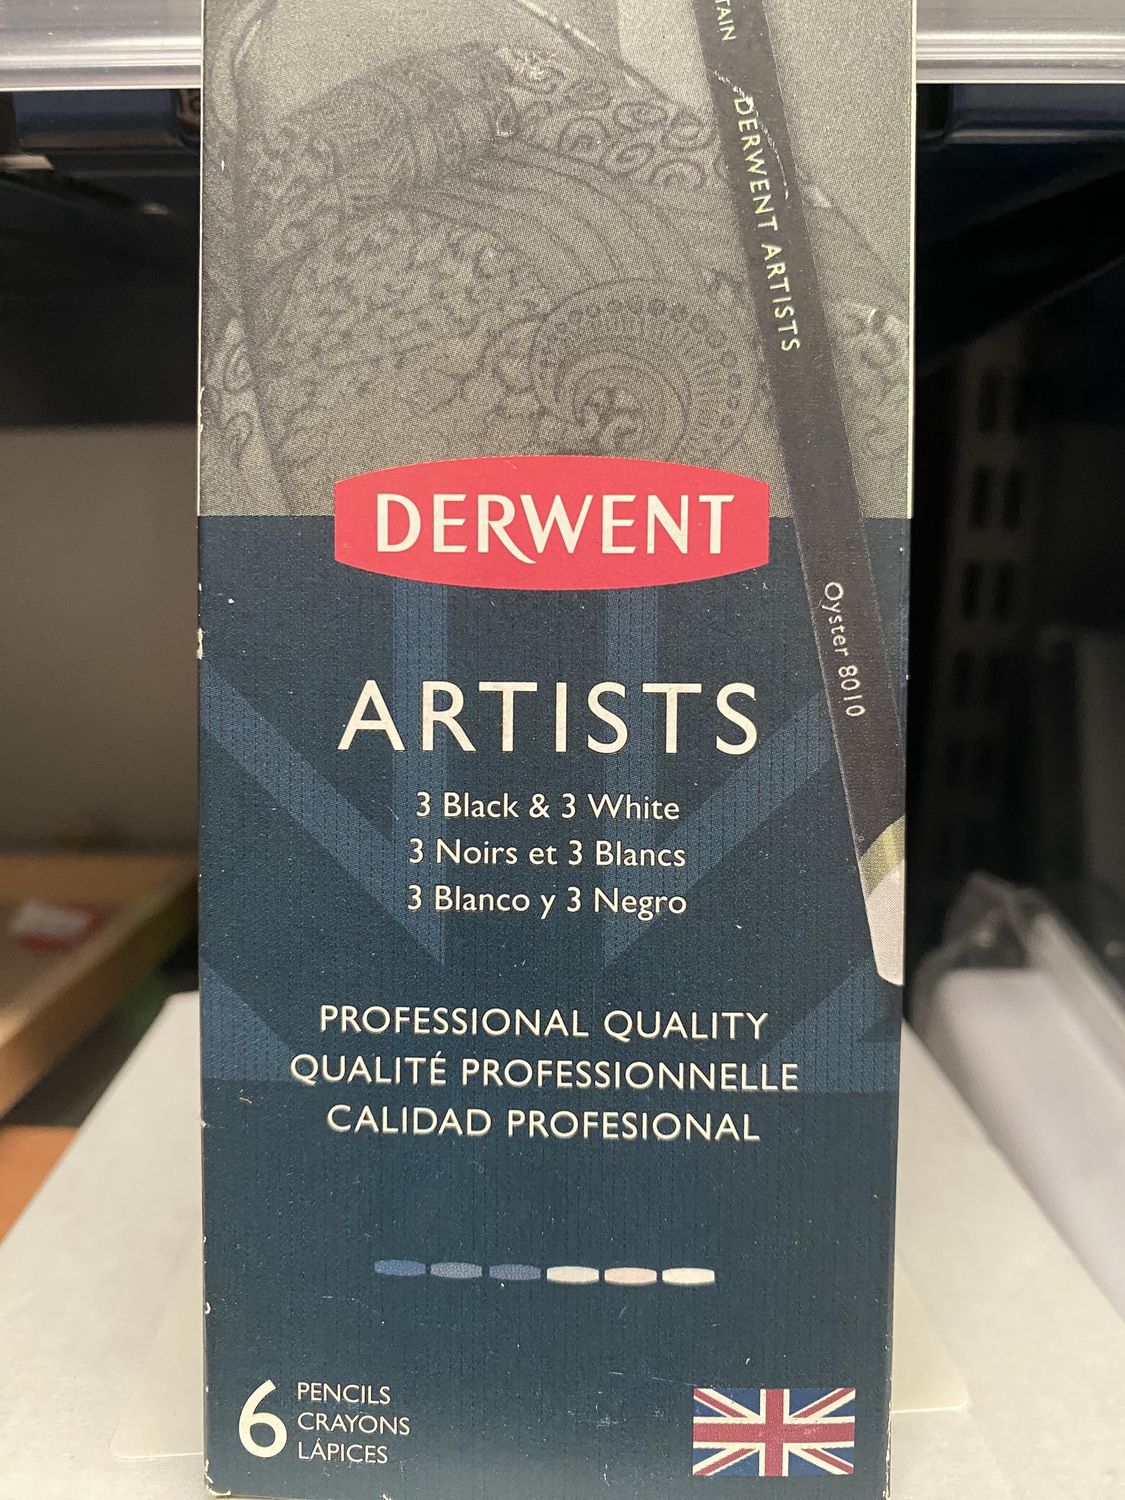 DERWENT ARTISTS
Oyster 8010
DERWENT
ARTISTS
3 Black & 3 White
3 Noirs et 3 Blancs
3 Blanco y 3 Negro
PROFESSIONAL QUALITY
QUALITÉ PROFESSIONNELLE
CALIDAD PROFESIONAL
6 PENCILS
CRAYONS
LÁPICES